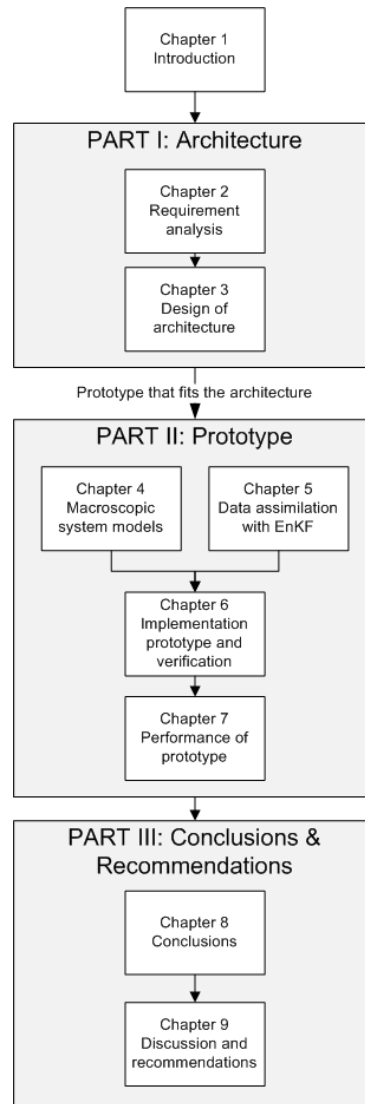 Chapter 1
Introduction
PART I: Architecture
Chapter 2
Requirement
analysis
Chapter 3
Design of
architecture
Prototype that fits the architecture
PART II: Prototype
Chapter 4
Macroscopic
system models
Chapter 5
Data assimilation
with EnKF
Chapter 6
Implementation
prototype and
verification
Chapter 7
Performance of
prototype
PART III: Conclusions &
Recommendations
Chapter 8
Conclusions
Chapter 9
Discussion and
recommendations